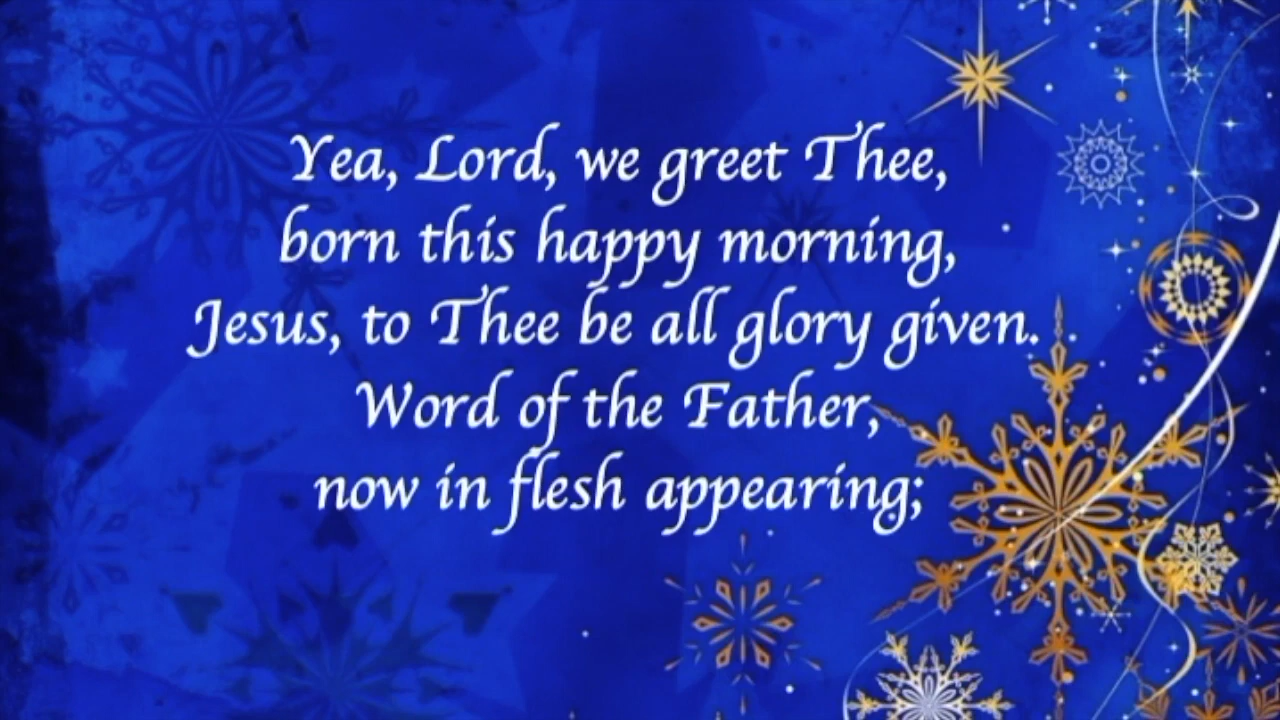 Yea, Lord, we greet Thee,
born this happy morning,
Jesus, to Thee be all glory given.
Word of the Father,
now in flesh appearing;